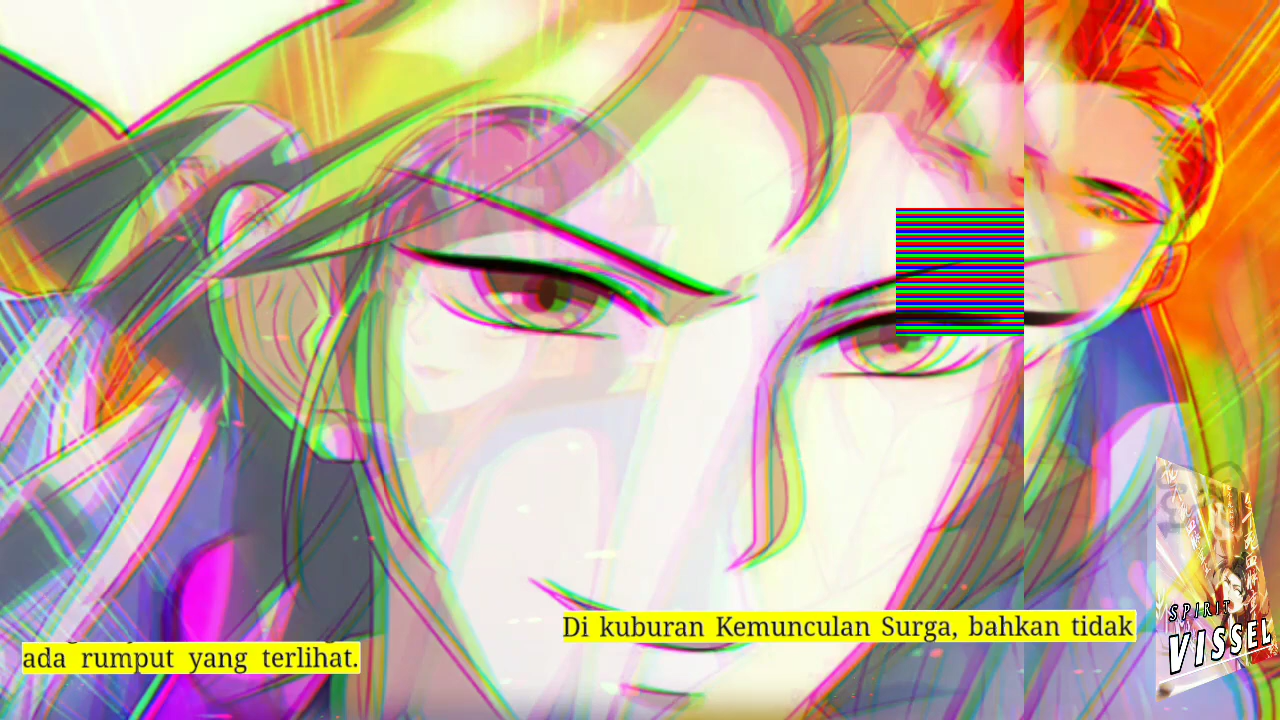 Di kuburan Kemunculan Surga, bahkan tidak
ada rumput yang terlihat.
SPIRIT
VISSEL